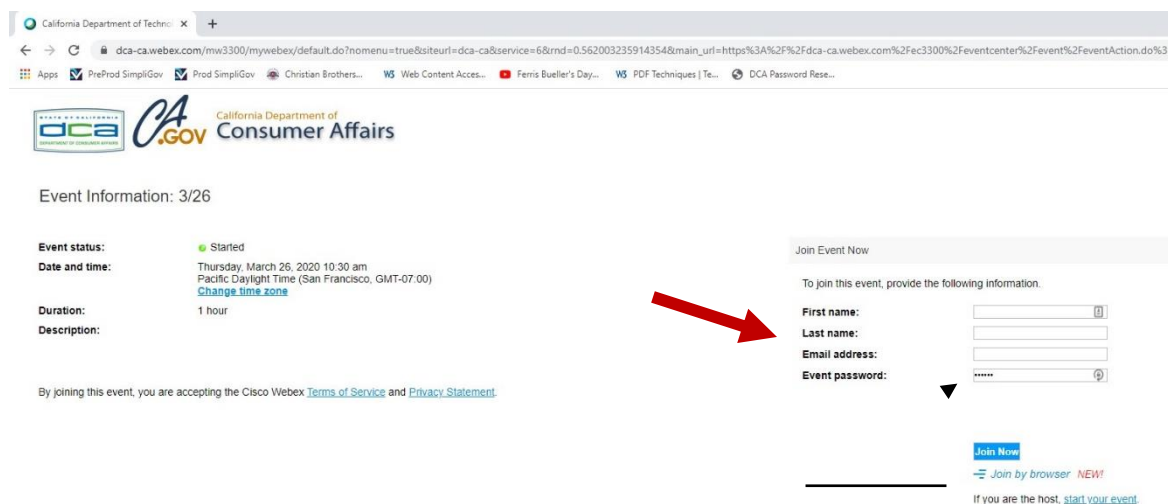 California Department of Techno
dca-ca.webex.com/mw3300/mywebex/default.do?nomenu=true&siteurl=dca-ca&service=6&rnd=0.562003235914354&main_url=https%3A%2F%2Fdca-ca.webex.com%2Fec3300%2Feventcenter%2Fevent%2FeventAction.do%3
Apps PreProd SimpliGov Prod SimpliGov Christian Brothers... Web Content Acces... Ferris Bueller's Day... PDF Techniques | Te... DCA Password Rese...
STATE OF CALIFORNIA
dca
DEPARTMENT OF CONSUMER AFFAIRS
CA.GOV
California Department of
Consumer Affairs
Event Information: 3/26
Event status: Started
Date and time: Thursday, March 26, 2020 10:30 am
Pacific Daylight Time (San Francisco, GMT-07:00)
Change time zone
Duration: 1 hour
Description:
By joining this event, you are accepting the Cisco Webex Terms of Service and Privacy Statement.
Join Event Now
To join this event, provide the following information.
First name:
Last name:
Email address:
Event password: ······
Join Now
Join by browser NEW!
If you are the host, start your event.